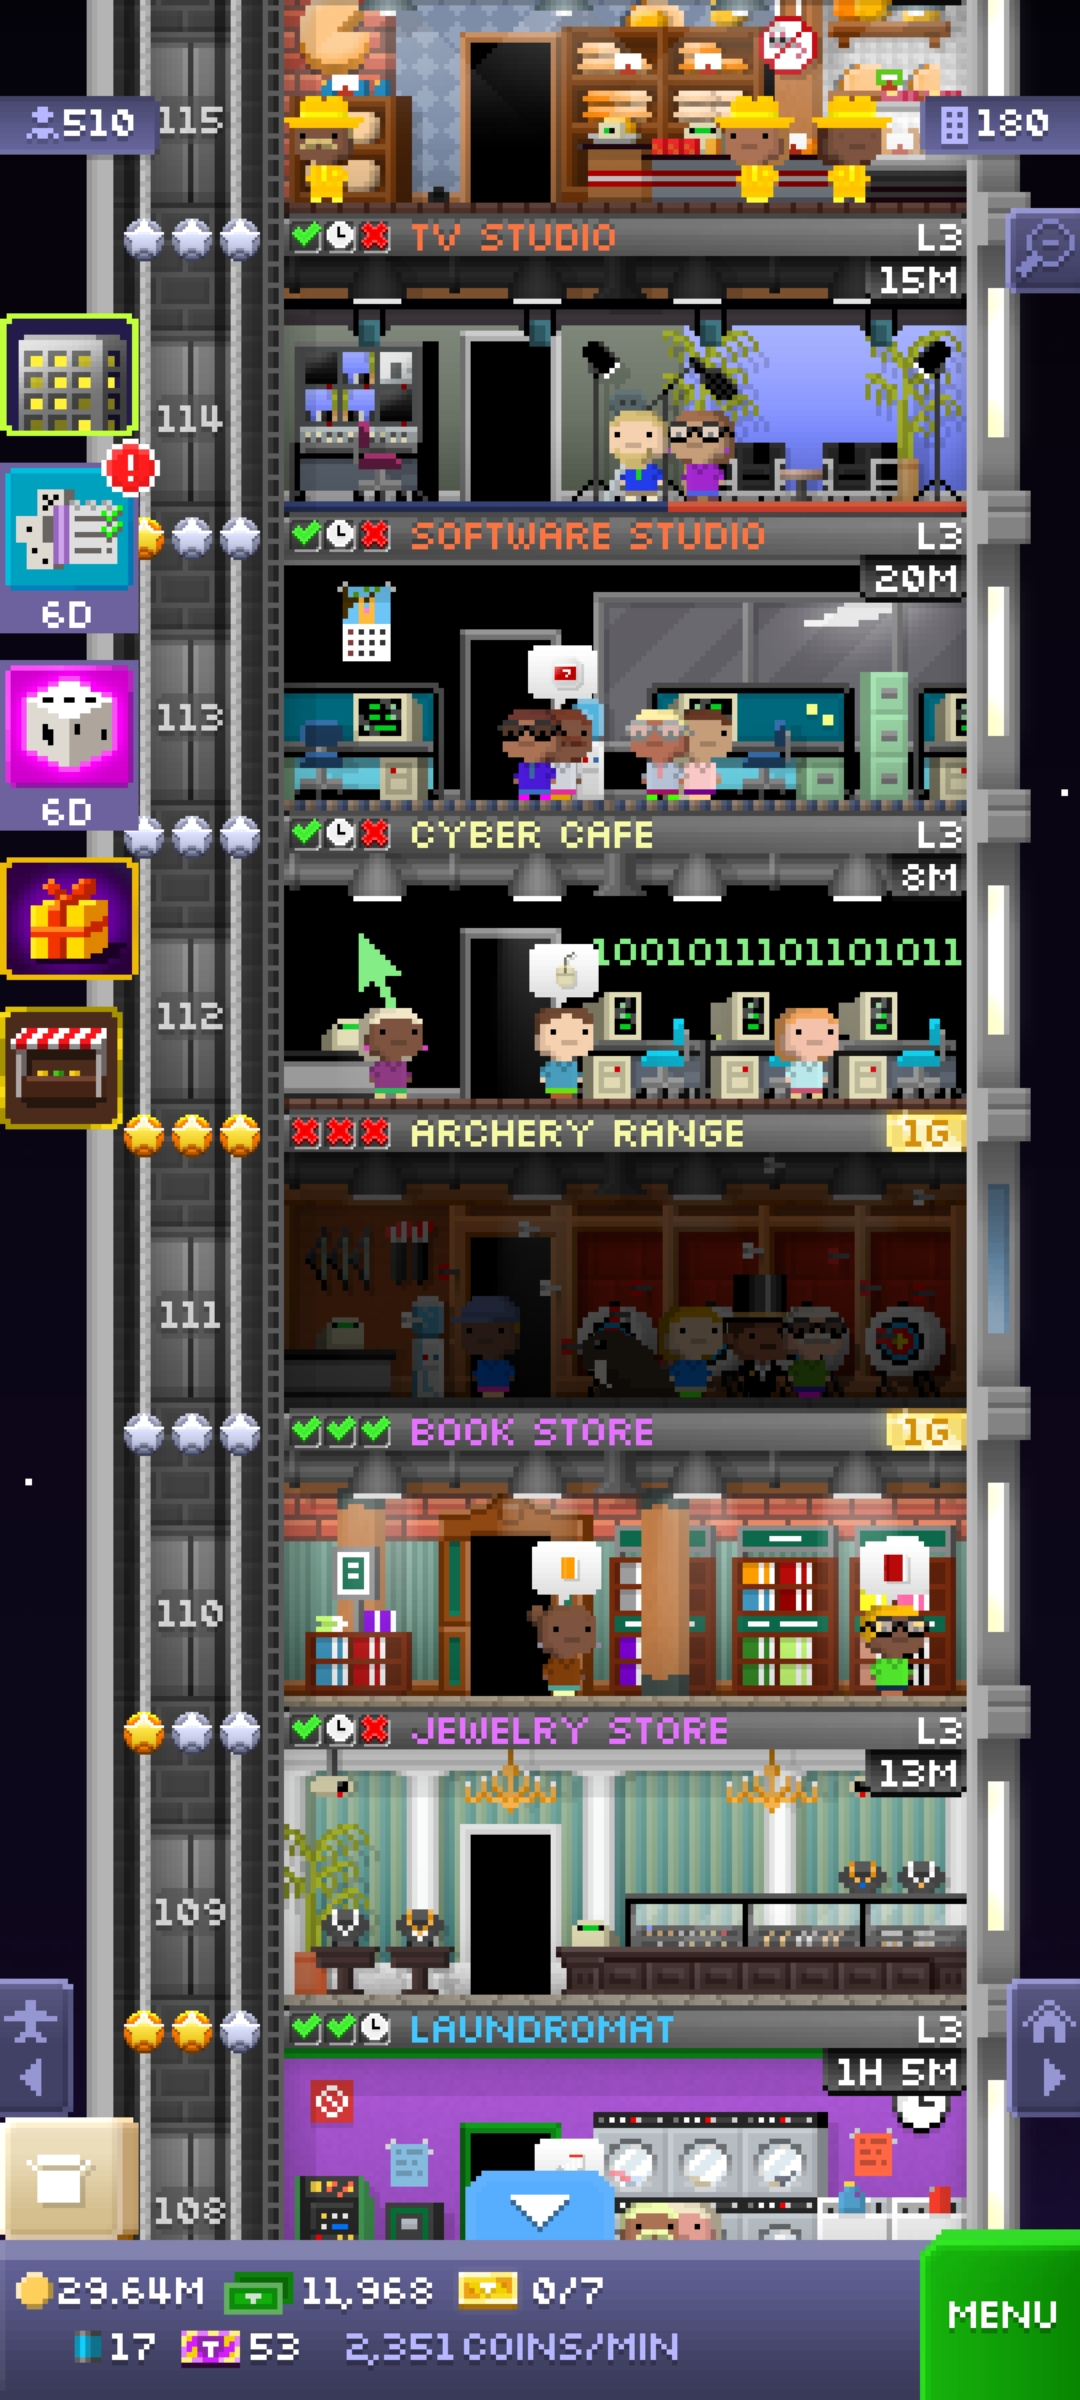 510
115
180
TV STUDIO L3
15M
114
SOFTWARE STUDIO L3
20M
6D
113
6D
CYBER CAFE L3
8M
1001011101101011
112
ARCHERY RANGE 1G
111
BOOK STORE 1G
110
JEWELRY STORE L3
13M
109
LAUNDROMAT L3
1H 5M
108
29.64M 11,968 0/7
MENU
17 53 2,351 COINS/MIN